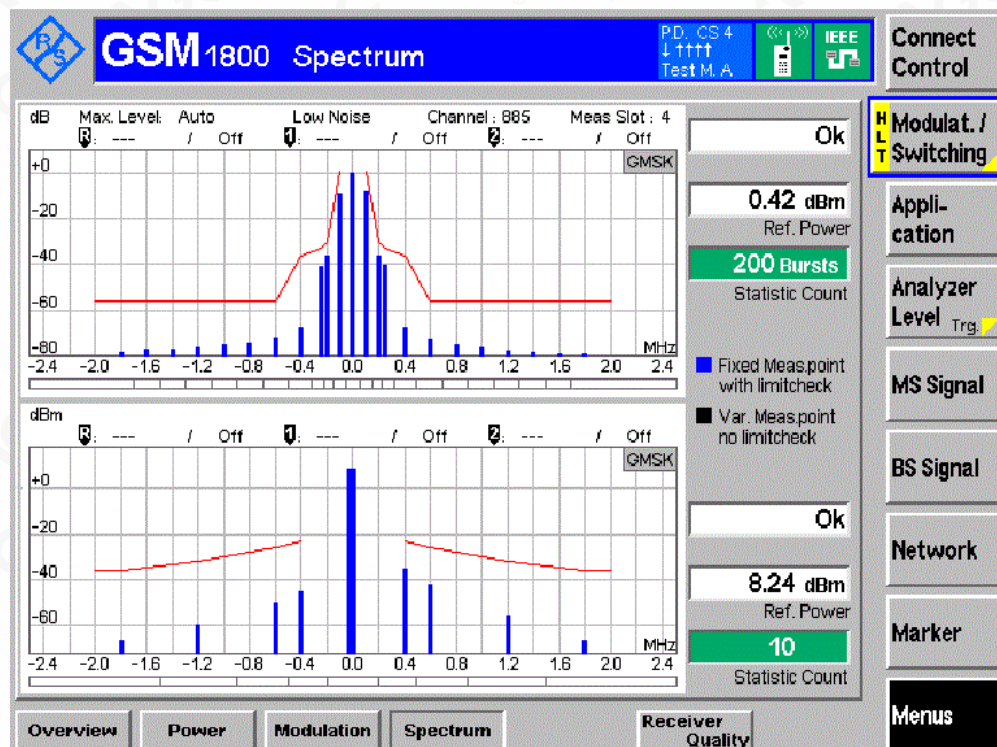 R/S
GSM 1800 Spectrum
P.D. CS 4
↓ ↑↑↑↑
Test M. A
IEEE
Connect
Control
dB Max. Level: Auto Low Noise Channel : 885 Meas Slot : 4
R: --- / Off 1: --- / Off 2: --- / Off
GMSK
+0
-20
-40
-60
-80
MHz
-2.4 -2.0 -1.6 -1.2 -0.8 -0.4 0.0 0.4 0.8 1.2 1.6 2.0 2.4
Ok
0.42 dBm
Ref. Power
200 Bursts
Statistic Count
Fixed Meas.point
with limitcheck
Var. Meas.point
no limitcheck
dBm
R: --- / Off 1: --- / Off 2: --- / Off
GMSK
+0
-20
-40
-60
MHz
-2.4 -2.0 -1.6 -1.2 -0.8 -0.4 0.0 0.4 0.8 1.2 1.6 2.0 2.4
Ok
8.24 dBm
Ref. Power
10
Statistic Count
HLT
Modulat. /
Switching
Appli-
cation
Analyzer
Level Trg.
MS Signal
BS Signal
Network
Marker
Menus
Overview Power Modulation Spectrum Receiver
Quality